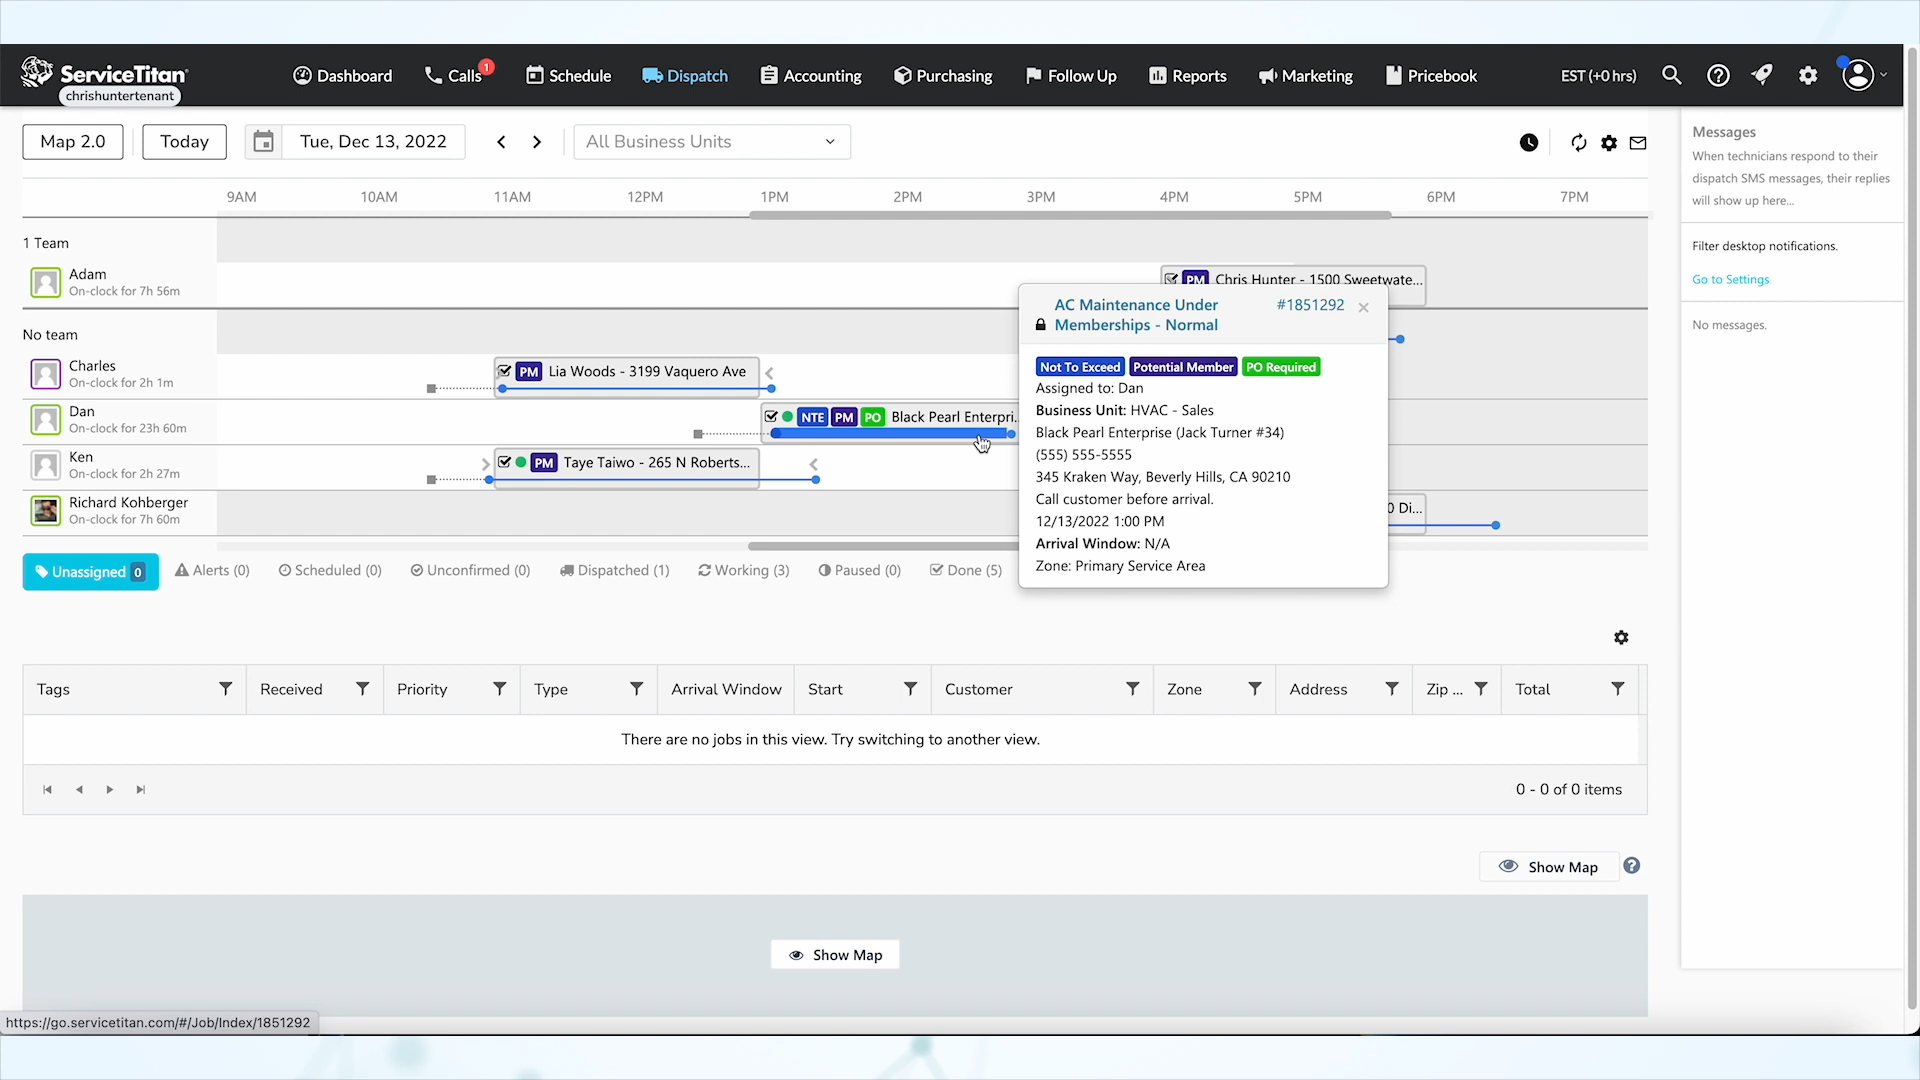 ServiceTitan
chrishuntertenant
Dashboard
Calls
1
Schedule
Dispatch
Accounting
Purchasing
Follow Up
Reports
Marketing
Pricebook
EST (+0 hrs)
Map 2.0
Today
Tue, Dec 13, 2022
All Business Units
9AM 10AM 11AM 12PM 1PM 2PM 3PM 4PM 5PM 6PM 7PM
1 Team
Adam
On-clock for 7h 56m
PM Chris Hunter - 1500 Sweetwate...
No team
Charles
On-clock for 2h 1m
PM Lia Woods - 3199 Vaquero Ave
Dan
On-clock for 23h 60m
NTE PM PO Black Pearl Enterpri...
Ken
On-clock for 2h 27m
PM Taye Taiwo - 265 N Roberts...
Richard Kohberger
On-clock for 7h 60m
0 Di...
AC Maintenance Under
Memberships - Normal
#1851292
Not To Exceed Potential Member PO Required
Assigned to: Dan
Business Unit: HVAC - Sales
Black Pearl Enterprise (Jack Turner #34)
(555) 555-5555
345 Kraken Way, Beverly Hills, CA 90210
Call customer before arrival.
12/13/2022 1:00 PM
Arrival Window: N/A
Zone: Primary Service Area
Unassigned 0
Alerts (0)
Scheduled (0)
Unconfirmed (0)
Dispatched (1)
Working (3)
Paused (0)
Done (5)
Tags Received Priority Type Arrival Window Start Customer Zone Address Zip ... Total
There are no jobs in this view. Try switching to another view.
0 - 0 of 0 items
Show Map
Show Map
Messages
When technicians respond to their
dispatch SMS messages, their replies
will show up here...
Filter desktop notifications.
Go to Settings
No messages.
https://go.servicetitan.com/#/Job/Index/1851292